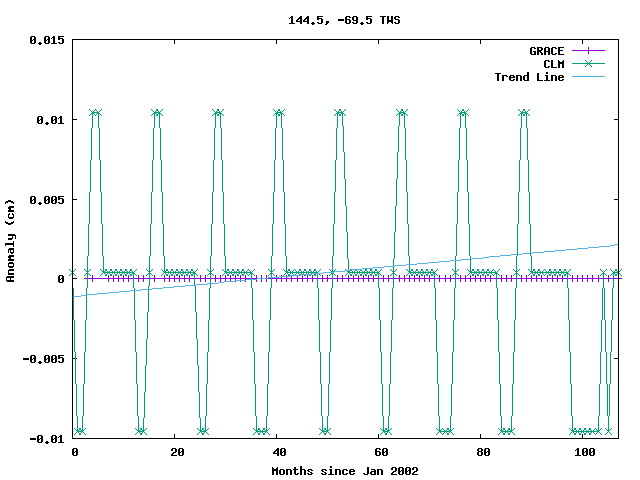 144.5, -69.5 TWS
GRACE
CLM
Trend Line
0.015
0.01
0.005
0
-0.005
-0.01
Anomaly (cm)
0 20 40 60 80 100
Months since Jan 2002